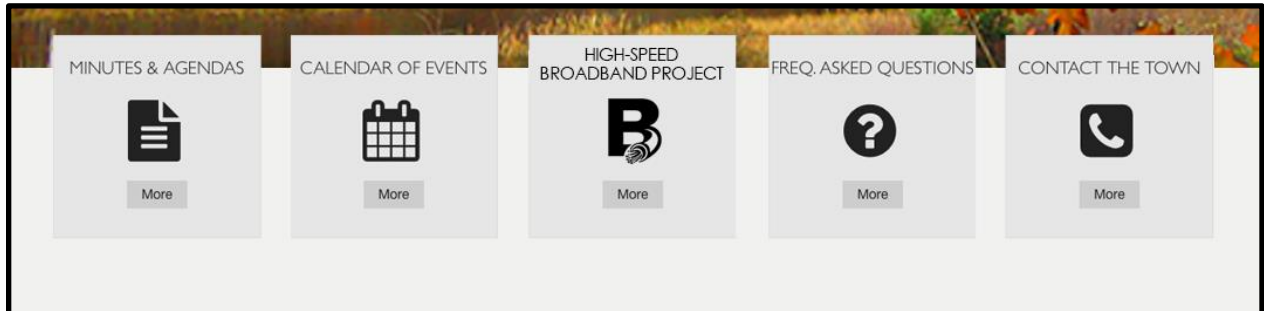 MINUTES & AGENDAS
More
CALENDAR OF EVENTS
More
HIGH-SPEED
BROADBAND PROJECT
B
More
FREQ. ASKED QUESTIONS
?
More
CONTACT THE TOWN
More